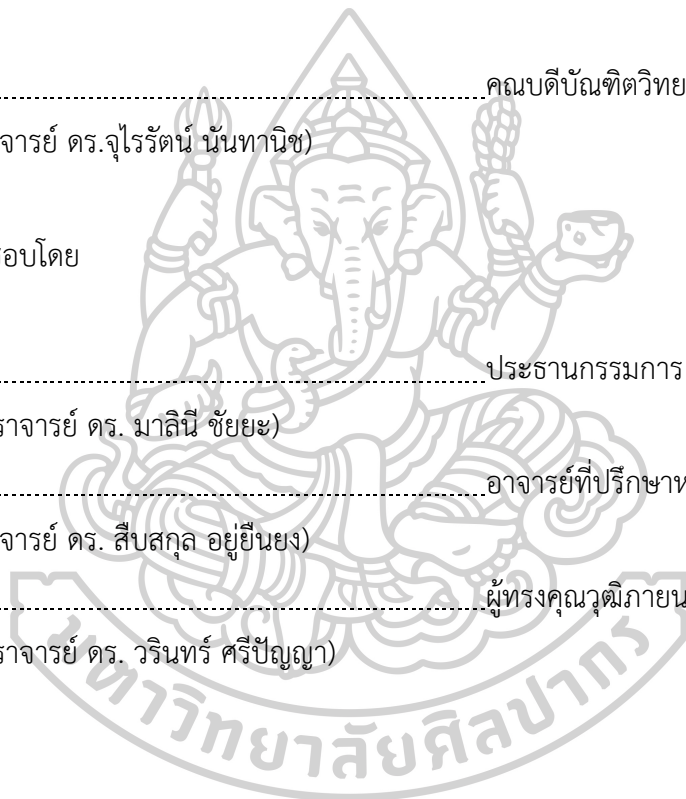 คณบดีบัณฑิตวิทย
จารย์ ดร.จุไรรัตน์ นันทานิช)
สอบโดย
ประธานกรรมการ
ราจารย์ ดร. มาลินี ชัยยะ)
อาจารย์ที่ปรึกษาห
จารย์ ดร. สืบสกุล อยู่ยืนยง)
ผู้ทรงคุณวุฒิภายน
ราจารย์ ดร. วรินทร์ ศรีปัญญา)
มหาวิทยาลัยศิลปากร